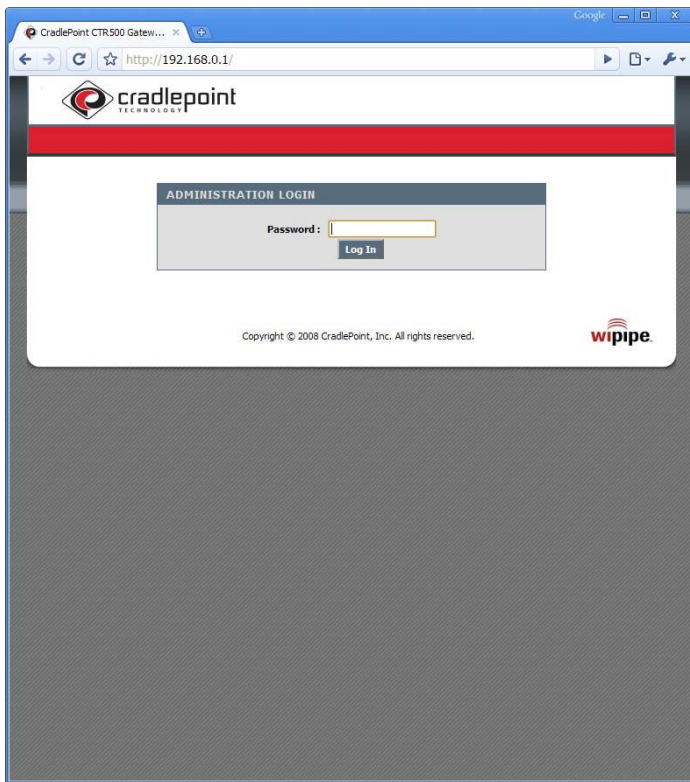 Google
CradlePoint CTR500 Gatew...
http://192.168.0.1/
cradlepoint
TECHNOLOGY
ADMINISTRATION LOGIN
Password :
Log In
Copyright © 2008 CradlePoint, Inc. All rights reserved.
wipipe.